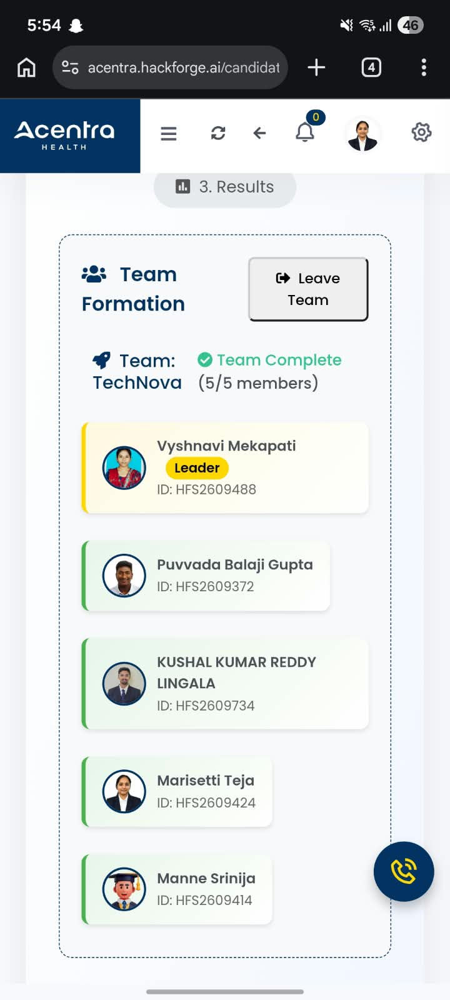 5:54
5
46
acentra.hackforge.ai/candidat
4
Acentra
HEALTH
0
3. Results
Team
Formation
Leave
Team
Team:
TechNova
Team Complete
(5/5 members)
Vyshnavi Mekapati
Leader
ID: HFS2609488
Puvvada Balaji Gupta
ID: HFS2609372
KUSHAL KUMAR REDDY
LINGALA
ID: HFS2609734
Marisetti Teja
ID: HFS2609424
Manne Srinija
ID: HFS2609414